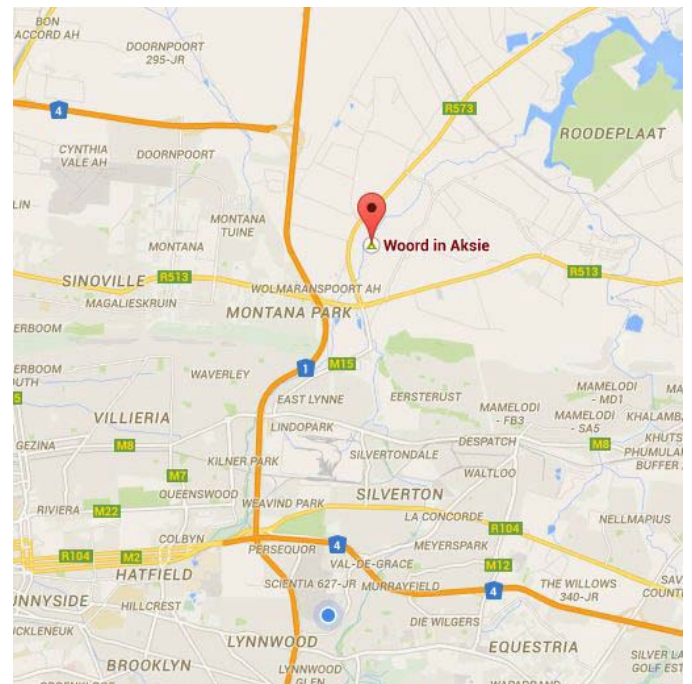 BON
ACCORD AH
DOORNPOORT
295-JR
4
R573
ROODEPLAAT
CYNTHIA
VALE AH
DOORNPOORT
LIN
MONTANA
TUINE
MONTANA
Woord in Aksie
SINOVILLE
R513
R513
WOLMARANSPOORT AH
MAGALIESKRUIN
MONTANA PARK
ERBOOM
1
M15
ERBOOM
OUTH
WAVERLEY
EAST LYNNE
EERSTERUST
MAMELODI
- MD1
5
VILLIERIA
LINDOPARK
MAMELODI
- FB3
MAMELODI
- SA5
KHALAMB
GEZINA
M8
DESPATCH
M8
KHUTS
PHUMULAN
BUFFER
KILNER PARK
SILVERTONDALE
M7
WALTLOO
QUEENSWOOD
WEAVIND PARK
SILVERTON
RIVIERA
M22
LA CONCORDE
R104
NELLMAPIUS
COLBYN
R104
M2
PERSEQUOR
4
MEYERSPARK
VAL-DE-GRACE
M12
HATFIELD
SCIENTIA 627-JR
MURRAYFIELD
4
THE WILLOWS
340-JR
SAV
COUNT
UNNYSIDE
HILLCREST
UCKLENEUK
DIE WILGERS
LYNNWOOD
EQUESTRIA
BROOKLYN
LYNNWOOD
GLEN
SILVER LA
GOLF EST